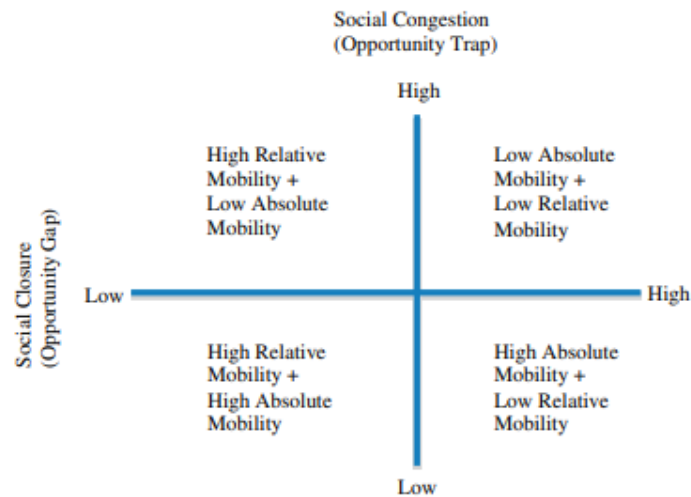 Social Congestion
(Opportunity Trap)
High
High Relative
Mobility +
Low Absolute
Mobility
Low Absolute
Mobility +
Low Relative
Mobility
Social Closure
(Opportunity Gap)
Low
High
High Relative
Mobility +
High Absolute
Mobility
High Absolute
Mobility +
Low Relative
Mobility
Low